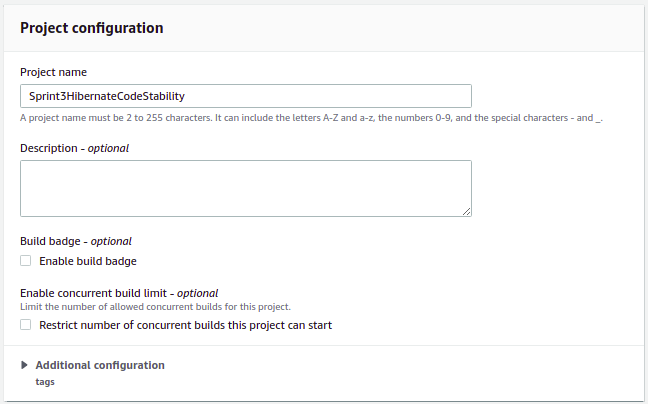 Project configuration
Project name
Sprint3HibernateCodeStability
A project name must be 2 to 255 characters. It can include the letters A-Z and a-z, the numbers 0-9, and the special characters - and _.
Description - optional
Build badge - optional
Enable build badge
Enable concurrent build limit - optional
Limit the number of allowed concurrent builds for this project.
Restrict number of concurrent builds this project can start
Additional configuration
tags